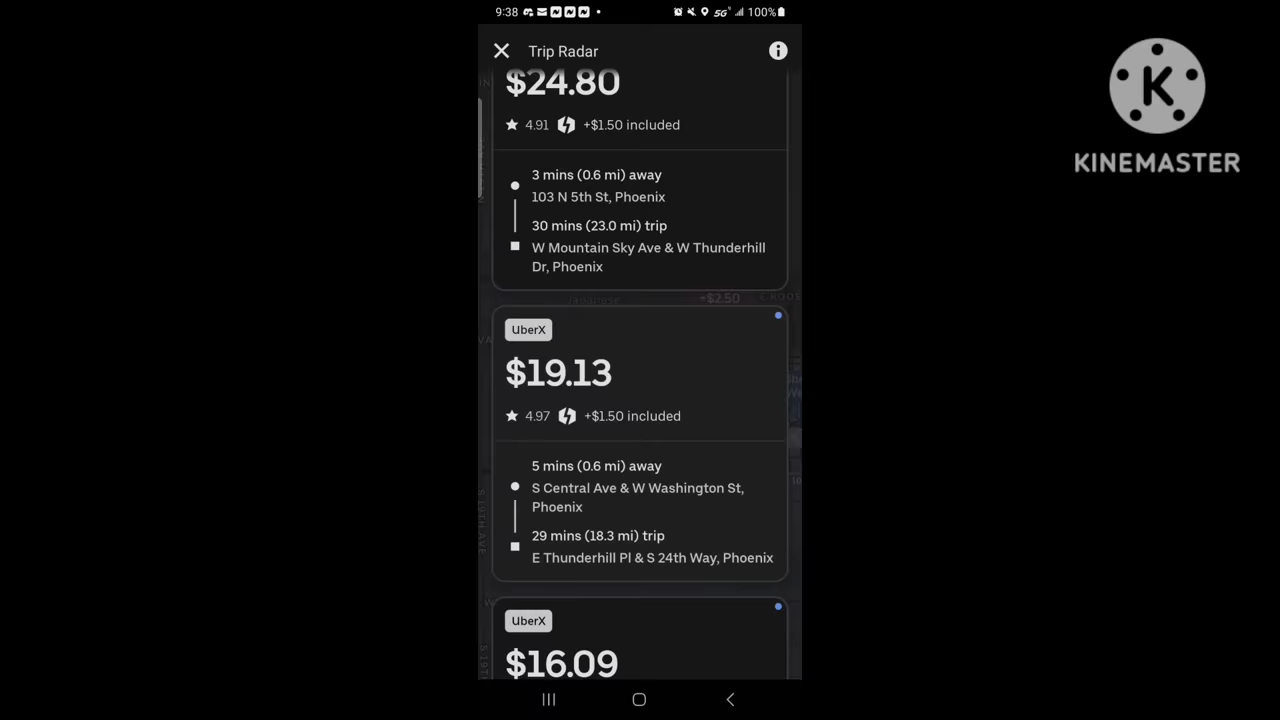 9:38
5G
100%
Trip Radar
$24.80
4.91 +$1.50 included
3 mins (0.6 mi) away
103 N 5th St, Phoenix
30 mins (23.0 mi) trip
W Mountain Sky Ave & W Thunderhill
Dr, Phoenix
+$2.50
UberX
$19.13
4.97 +$1.50 included
5 mins (0.6 mi) away
S Central Ave & W Washington St,
Phoenix
29 mins (18.3 mi) trip
E Thunderhill Pl & S 24th Way, Phoenix
UberX
$16.09
K
KINEMASTER